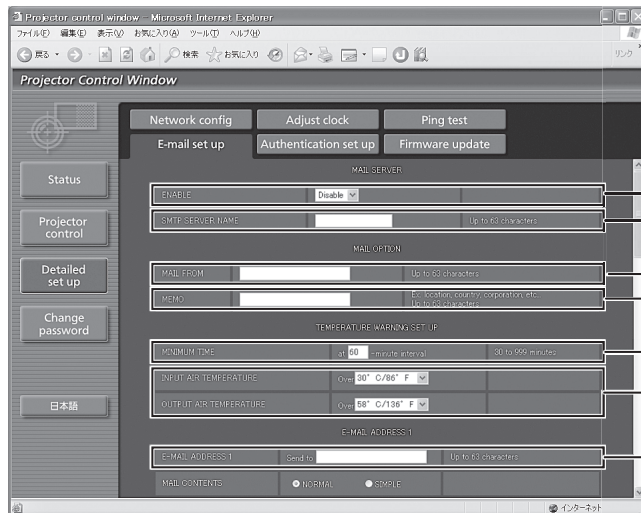 Projector control window - Microsoft Internet Explorer
ファイル(F) 編集(E) 表示(V) お気に入り(A) ツール(T) ヘルプ(H)
戻る 検索 お気に入り リンク
Projector Control Window
Network config Adjust clock Ping test
E-mail set up Authentication set up Firmware update
Status
Projector control
Detailed set up
Change password
日本語
MAIL SERVER
ENABLE Disable
SMTP SERVER NAME Up to 63 characters
MAIL OPTION
MAIL FROM Up to 63 characters
MEMO Ex. location, country, corporation, etc..
Up to 63 characters
TEMPERATURE WARNING SET UP
MINIMUM TIME at 60 -minute interval 30 to 999 minutes
INPUT AIR TEMPERATURE Over 30° C/86° F
OUTPUT AIR TEMPERATURE Over 58° C/136° F
E-MAIL ADDRESS 1
E-MAIL ADDRESS 1 Send to Up to 63 characters
MAIL CONTENTS NORMAL SIMPLE
インターネット